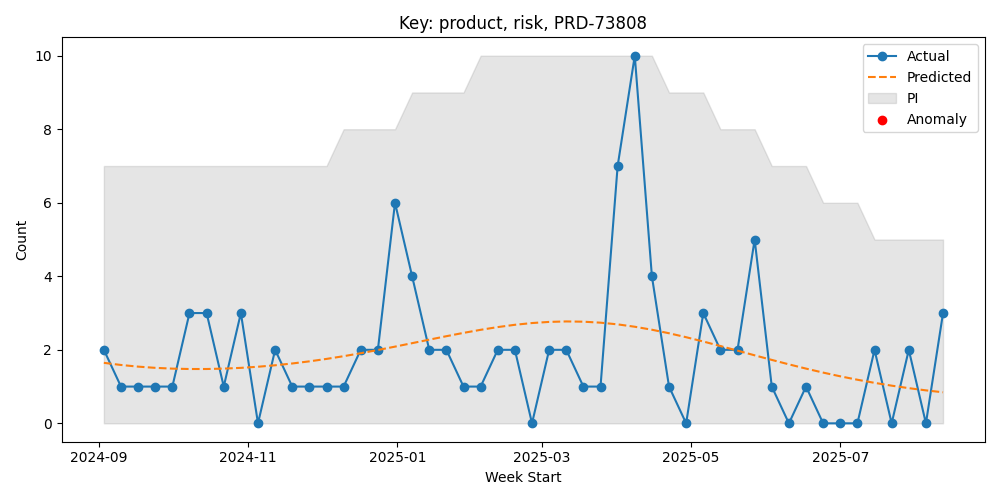 Key: product, risk, PRD-73808
Actual
Predicted
PI
Anomaly
Count
10
8
6
4
2
0
2024-09
2024-11
2025-01
2025-03
2025-05
2025-07
Week Start